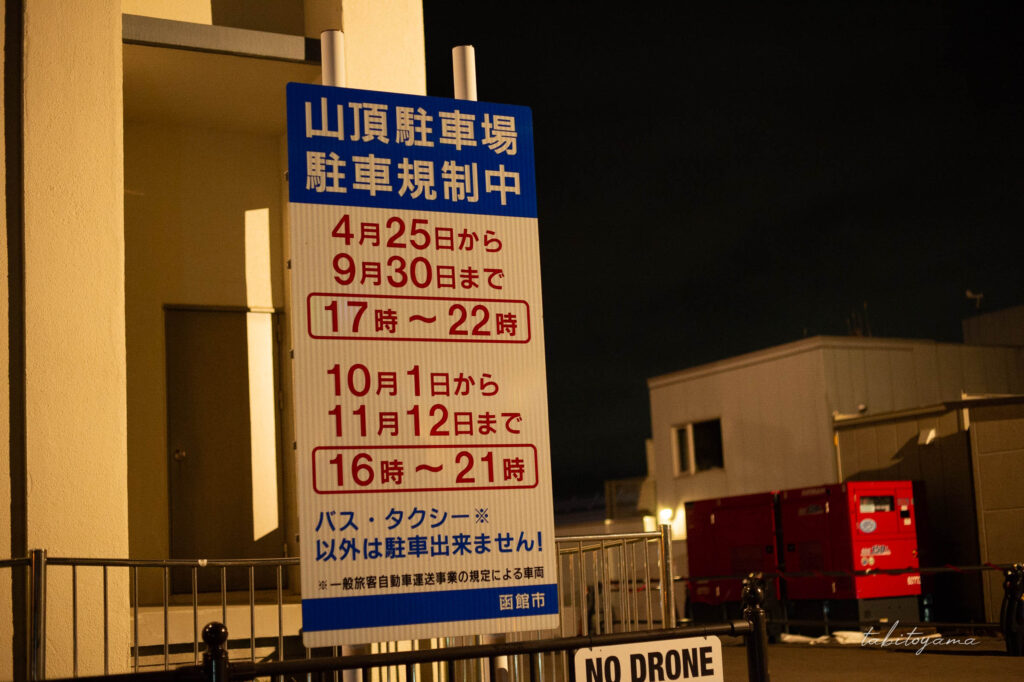 山頂駐車場
駐車規制中
4月25日から
9月30日まで
17時～22時
10月1日から
11月12日まで
16時～21時
バス・タクシー※
以外は駐車出来ません!
※一般旅客自動車運送事業の規定による車両
函館市
NO DRONE
tabitoyama